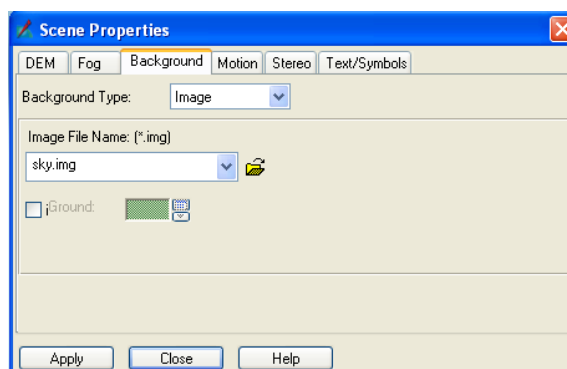 Scene Properties
DEM Fog Background Motion Stereo Text/Symbols
Background Type: Image
Image File Name: (*.img)
sky.img
Ground:
Apply Close Help